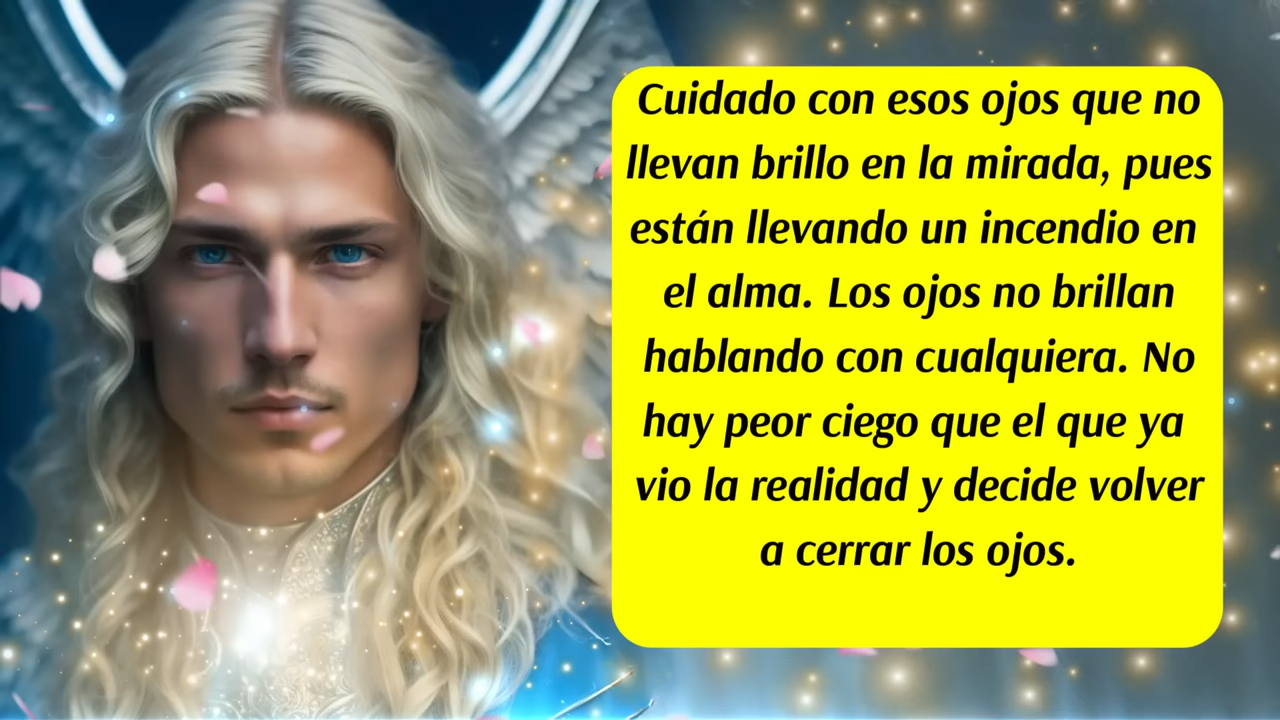 Cuidado con esos ojos que no
llevan brillo en la mirada, pues
están llevando un incendio en
el alma. Los ojos no brillan
hablando con cualquiera. No
hay peor ciego que el que ya
vio la realidad y decide volver
a cerrar los ojos.